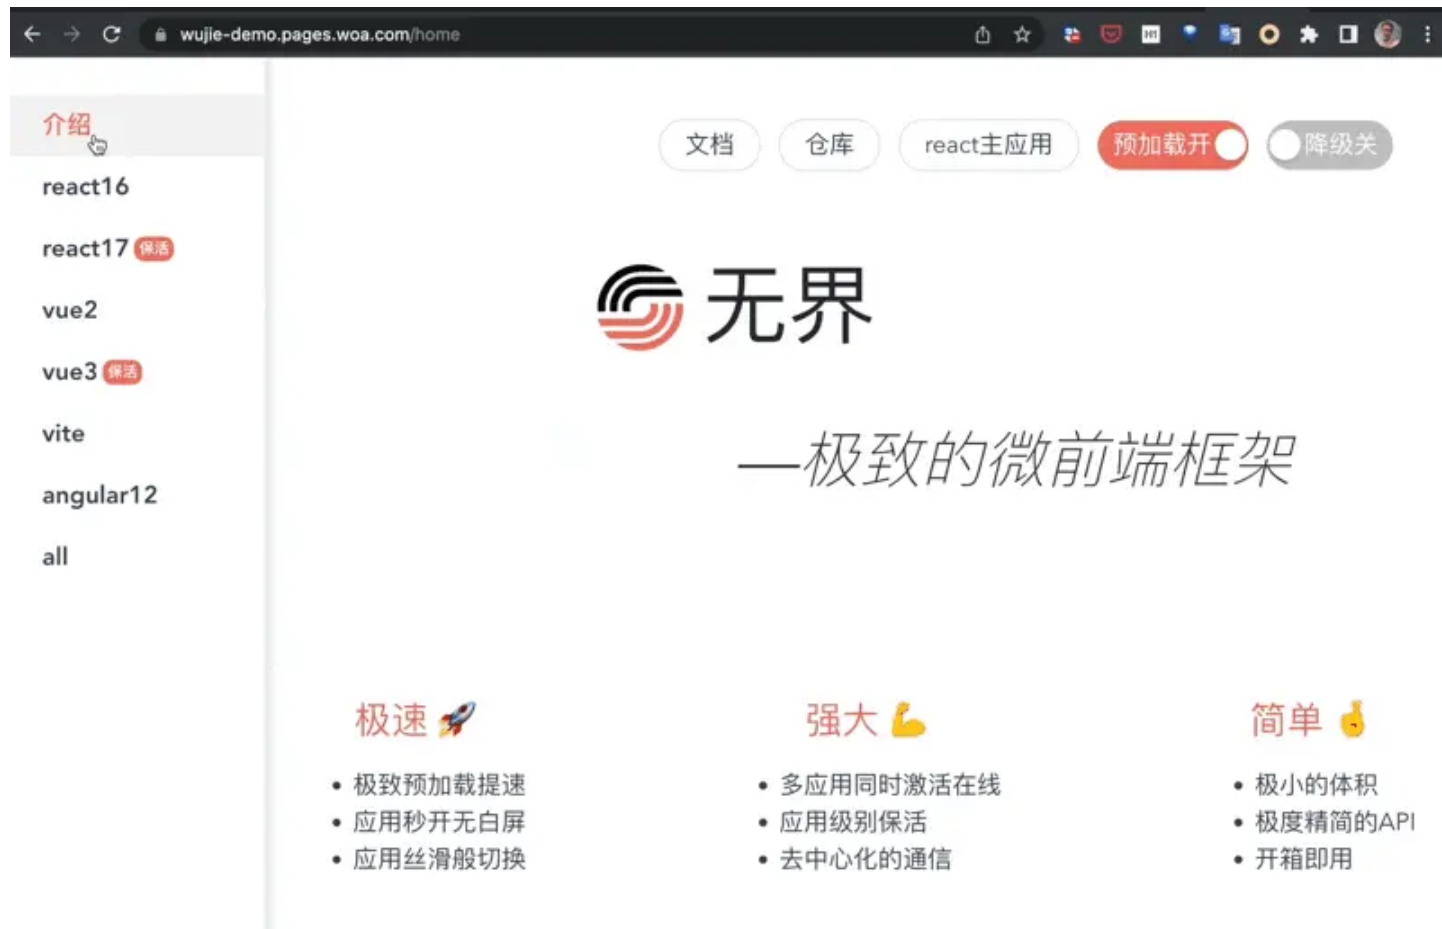 wujie-demo.pages.woa.com/home
介绍
react16
react17 保活
vue2
vue3 保活
vite
angular12
all
文档 仓库 react主应用 预加载开 降级关
无界
—极致的微前端框架
极速🚀
• 极致预加载提速
• 应用秒开无白屏
• 应用丝滑般切换
强大💪
• 多应用同时激活在线
• 应用级别保活
• 去中心化的通信
简单🤞
• 极小的体积
• 极度精简的API
• 开箱即用